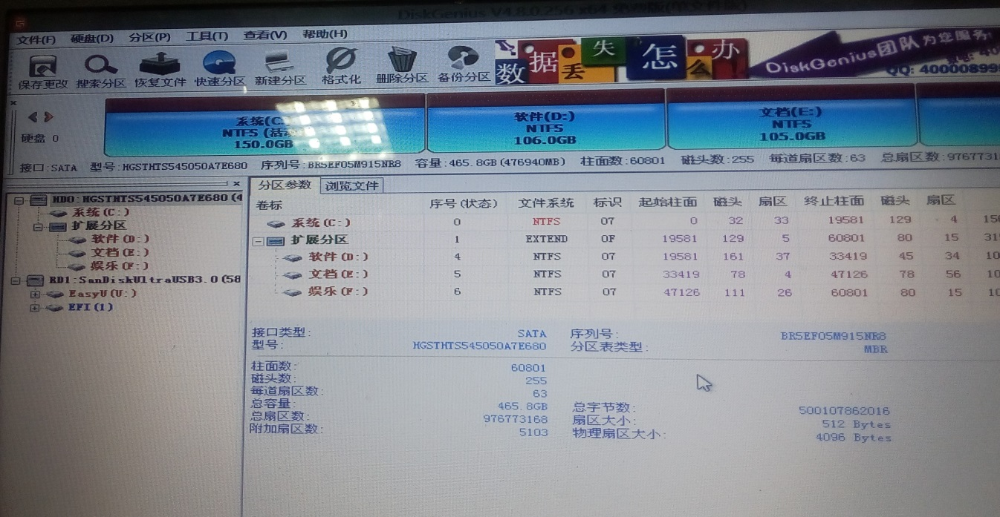 DiskGenius V4.8.0.256 x64 免费版(单文件版)
文件(F) 硬盘(D) 分区(P) 工具(T) 查看(V) 帮助(H)
保存更改 搜索分区 恢复文件 快速分区 新建分区 格式化 删除分区 备份分区
数据丢失怎么办!
DiskGenius团队为您服务
QQ: 4000089958
硬盘 0
系统(C:)
NTFS (活动)
150.0GB
软件(D:)
NTFS
106.0GB
文档(E:)
NTFS
105.0GB
接口:SATA 型号:HGSTHTS545050A7E680 序列号:BR5EF05M915NR8 容量:465.8GB(476940MB) 柱面数:60801 磁头数:255 每道扇区数:63 总扇区数:9767731
HD0:HGSTHTS545050A7E680(4
系统(C:)
扩展分区
软件(D:)
文档(E:)
娱乐(F:)
RD1:SanDiskUltraUSB3.0(58
EasyU(U:)
EFI(1)
分区参数 浏览文件
卷标 序号(状态) 文件系统 标识 起始柱面 磁头 扇区 终止柱面 磁头 扇区
系统(C:) 0 NTFS 07 0 32 33 19581 129 4 15
扩展分区 1 EXTEND 0F 19581 129 5 60801 80 15 31
软件(D:) 4 NTFS 07 19581 161 37 33419 45 34 10
文档(E:) 5 NTFS 07 33419 78 4 47126 78 56 10
娱乐(F:) 6 NTFS 07 47126 111 26 60801 80 15 10
接口类型: SATA 序列号: BR5EF05M915NR8
型号: HGSTHTS545050A7E680 分区表类型: MBR
柱面数: 60801
磁头数: 255
每道扇区数: 63
总容量: 465.8GB 总字节数: 500107862016
总扇区数: 976773168 扇区大小: 512 Bytes
附加扇区数: 5103 物理扇区大小: 4096 Bytes